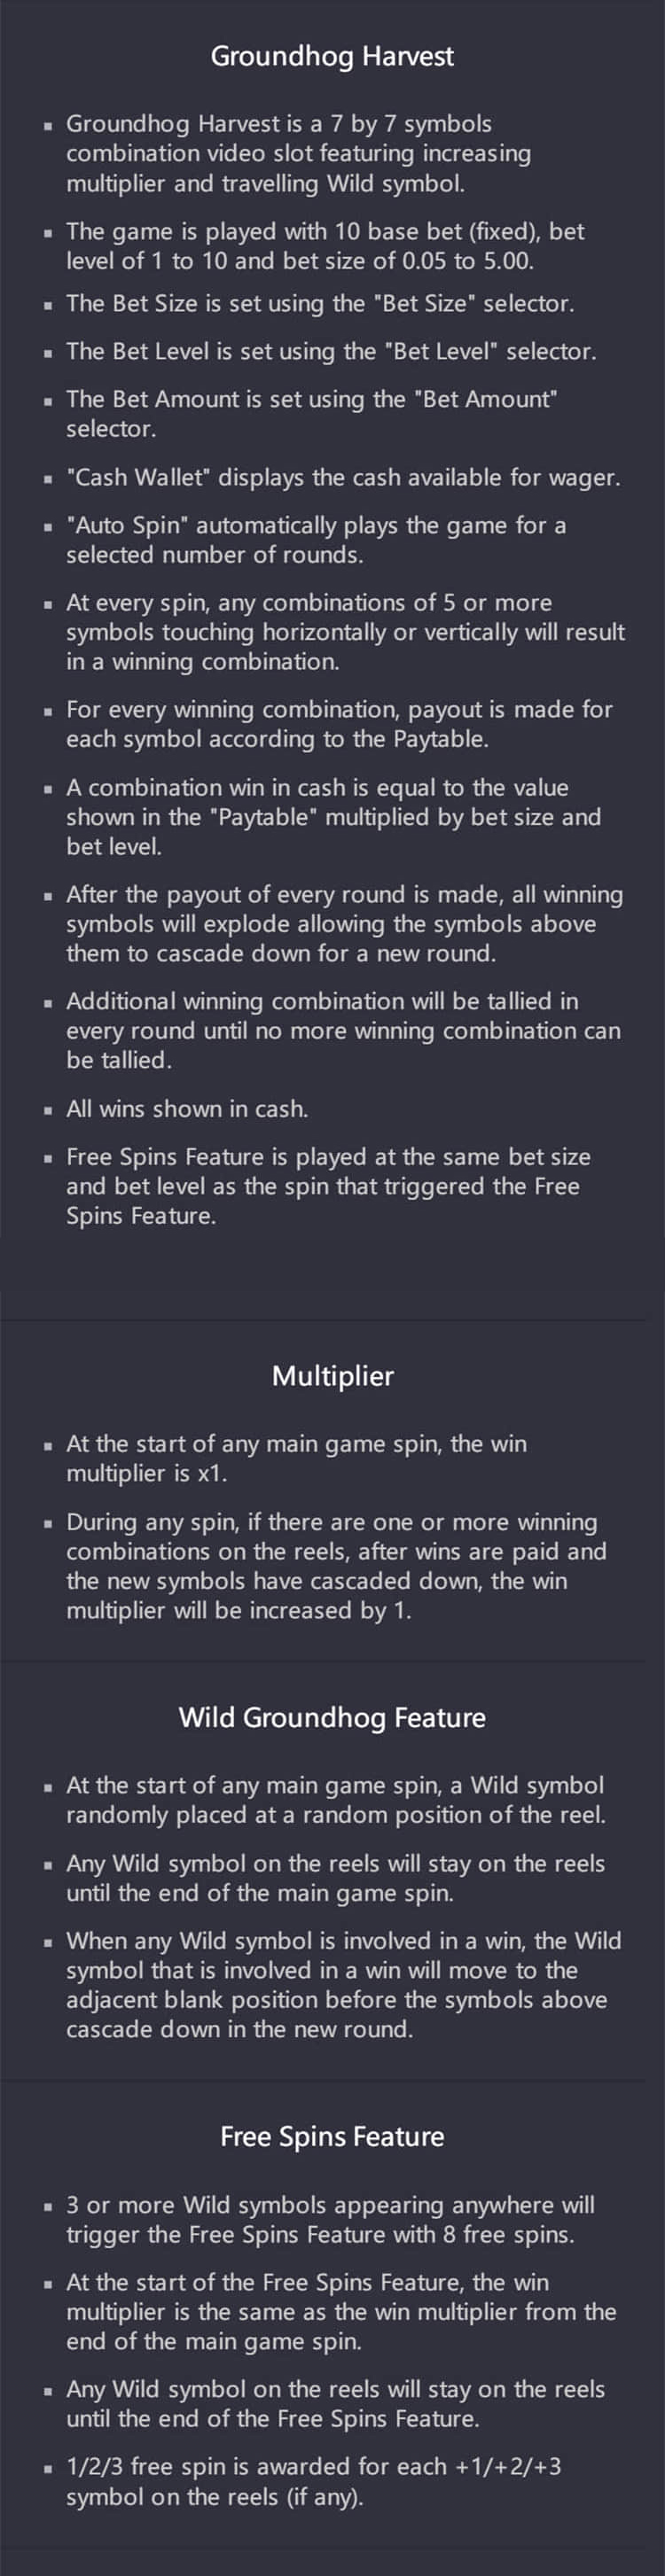 Groundhog Harvest
▪ Groundhog Harvest is a 7 by 7 symbols
combination video slot featuring increasing
multiplier and travelling Wild symbol.
▪ The game is played with 10 base bet (fixed), bet
level of 1 to 10 and bet size of 0.05 to 5.00.
▪ The Bet Size is set using the "Bet Size" selector.
▪ The Bet Level is set using the "Bet Level" selector.
▪ The Bet Amount is set using the "Bet Amount"
selector.
▪ "Cash Wallet" displays the cash available for wager.
▪ "Auto Spin" automatically plays the game for a
selected number of rounds.
▪ At every spin, any combinations of 5 or more
symbols touching horizontally or vertically will result
in a winning combination.
▪ For every winning combination, payout is made for
each symbol according to the Paytable.
▪ A combination win in cash is equal to the value
shown in the "Paytable" multiplied by bet size and
bet level.
▪ After the payout of every round is made, all winning
symbols will explode allowing the symbols above
them to cascade down for a new round.
▪ Additional winning combination will be tallied in
every round until no more winning combination can
be tallied.
▪ All wins shown in cash.
▪ Free Spins Feature is played at the same bet size
and bet level as the spin that triggered the Free
Spins Feature.
Multiplier
▪ At the start of any main game spin, the win
multiplier is x1.
▪ During any spin, if there are one or more winning
combinations on the reels, after wins are paid and
the new symbols have cascaded down, the win
multiplier will be increased by 1.
Wild Groundhog Feature
▪ At the start of any main game spin, a Wild symbol
randomly placed at a random position of the reel.
▪ Any Wild symbol on the reels will stay on the reels
until the end of the main game spin.
▪ When any Wild symbol is involved in a win, the Wild
symbol that is involved in a win will move to the
adjacent blank position before the symbols above
cascade down in the new round.
Free Spins Feature
▪ 3 or more Wild symbols appearing anywhere will
trigger the Free Spins Feature with 8 free spins.
▪ At the start of the Free Spins Feature, the win
multiplier is the same as the win multiplier from the
end of the main game spin.
▪ Any Wild symbol on the reels will stay on the reels
until the end of the Free Spins Feature.
▪ 1/2/3 free spin is awarded for each +1/+2/+3
symbol on the reels (if any).